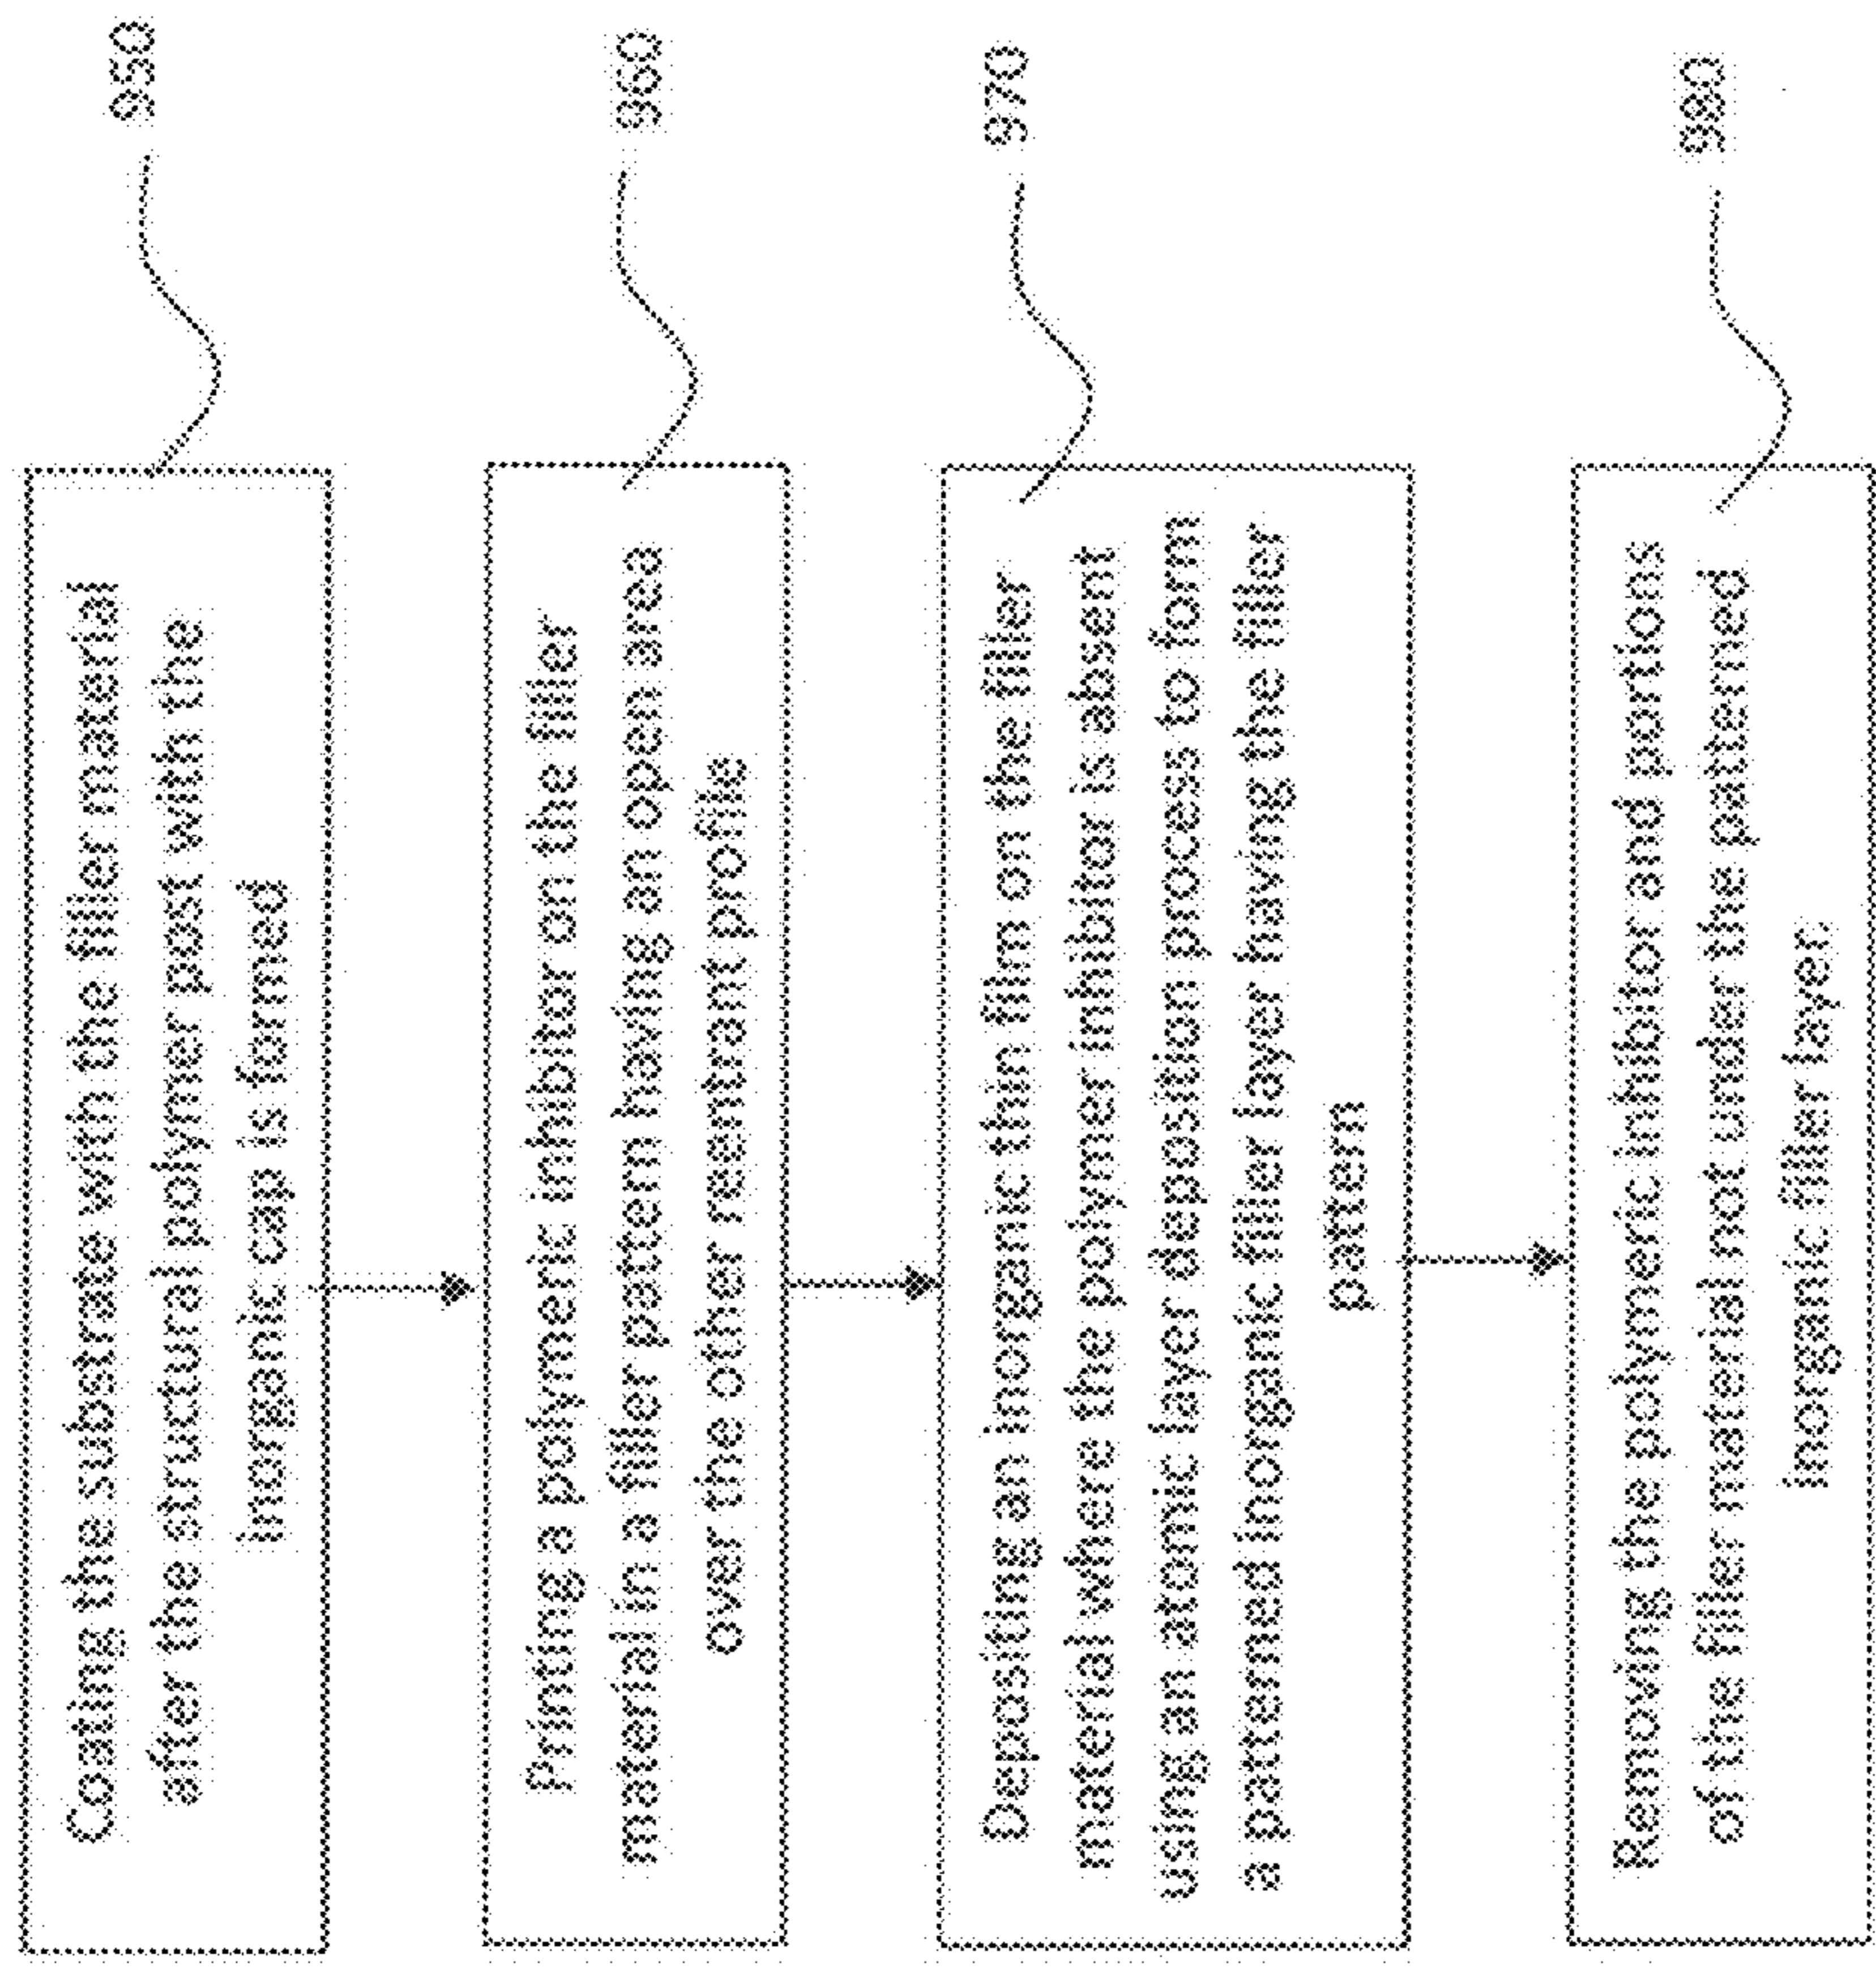 Coating the substrate with the filler material
after the structural polymer post with the
inorganic cap is formed
950
Printing a polymeric inhibitor on the filler
material in a filler pattern having an open area
over the other reentrant profile
960
Depositing an inorganic thin film on the filler
material where the polymer inhibitor is absent
using an atomic layer deposition process to form
a patterned inorganic filler layer having the filler
pattern
970
Removing the polymeric inhibitor and portions
of the filler material not under the patterned
inorganic filler layer.
980